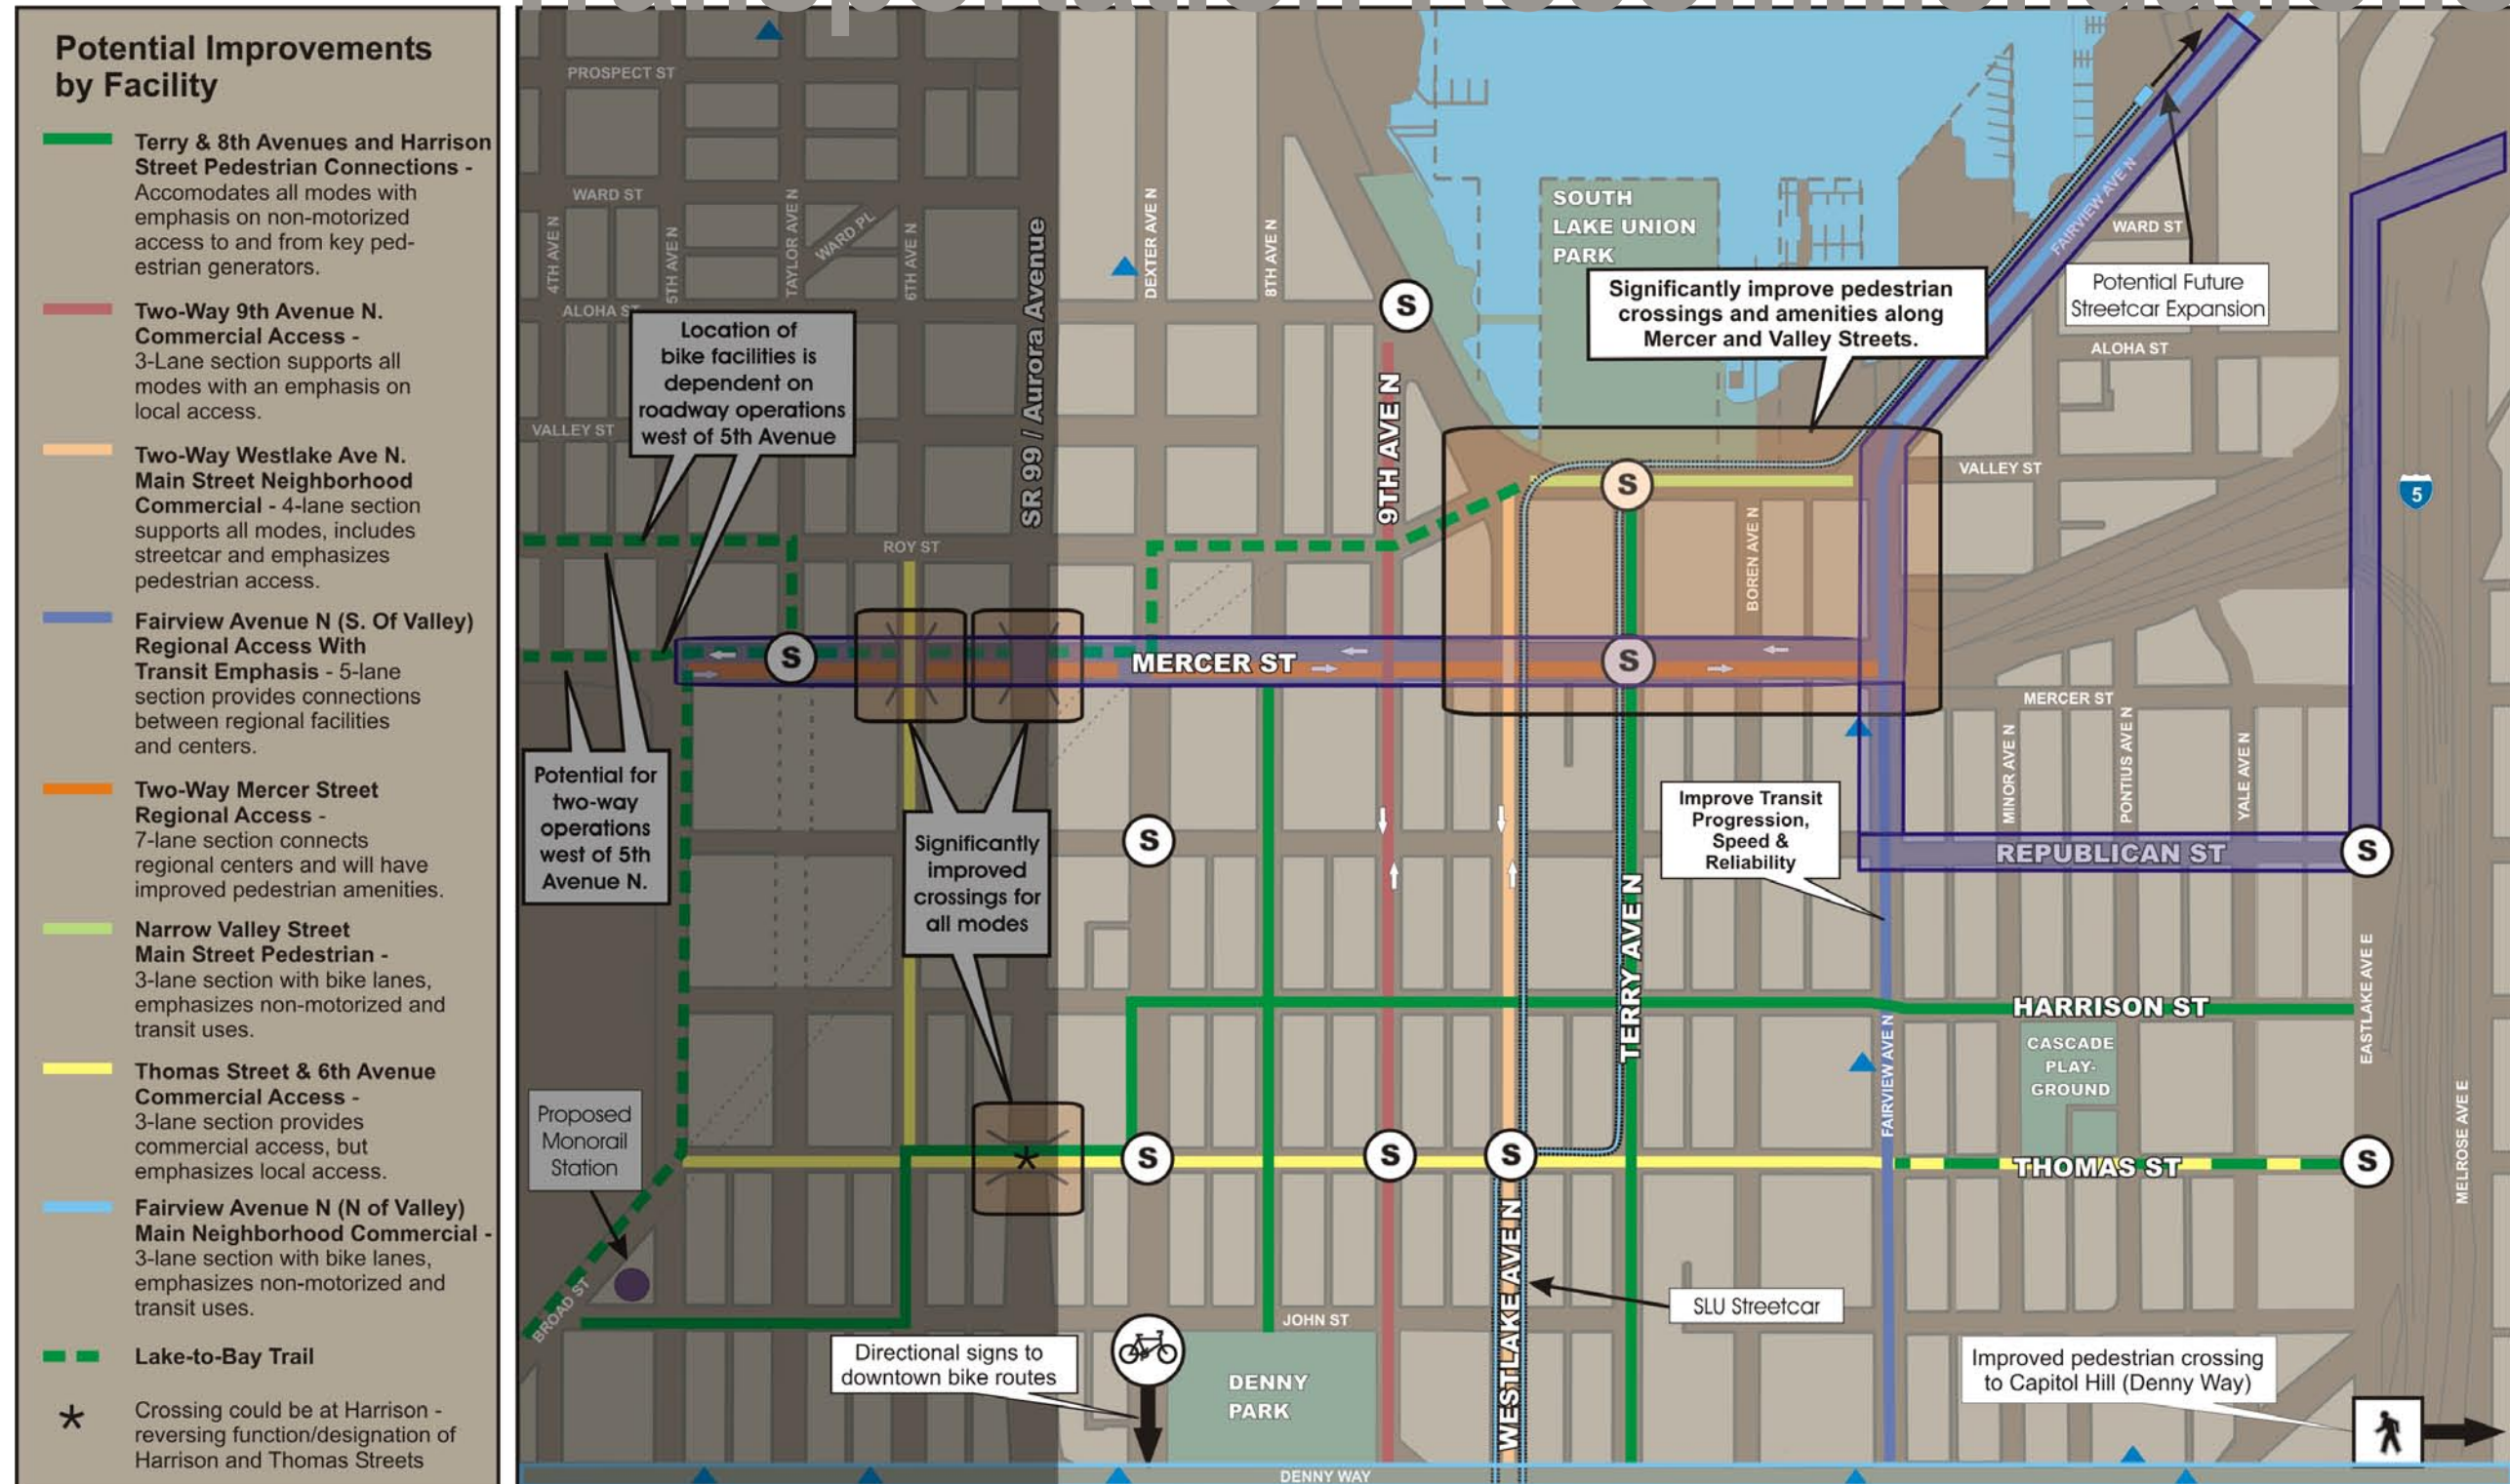 Transportation Recommendations
Potential Improvements
by Facility
Terry & 8th Avenues and Harrison
Street Pedestrian Connections -
Accomodates all modes with
emphasis on non-motorized
access to and from key ped-
estrian generators.
Two-Way 9th Avenue N.
Commercial Access -
3-Lane section supports all
modes with an emphasis on
local access.
Two-Way Westlake Ave N.
Main Street Neighborhood
Commercial - 4-lane section
supports all modes, includes
streetcar and emphasizes
pedestrian access.
Fairview Avenue N (S. Of Valley)
Regional Access With
Transit Emphasis - 5-lane
section provides connections
between regional facilities
and centers.
Two-Way Mercer Street
Regional Access -
7-lane section connects
regional centers and will have
improved pedestrian amenities.
Narrow Valley Street
Main Street Pedestrian -
3-lane section with bike lanes,
emphasizes non-motorized and
transit uses.
Thomas Street & 6th Avenue
Commercial Access -
3-lane section provides
commercial access, but
emphasizes local access.
Fairview Avenue N (N of Valley)
Main Neighborhood Commercial -
3-lane section with bike lanes,
emphasizes non-motorized and
transit uses.
Lake-to-Bay Trail
* Crossing could be at Harrison -
reversing function/designation of
Harrison and Thomas Streets
PROSPECT ST
WARD ST
4TH AVE N
5TH AVE N
TAYLOR AVE N
WARD PL
6TH AVE N
SR 99 / Aurora Avenue
DEXTER AVE N
8TH AVE N
ALOHA ST
VALLEY ST
Location of
bike facilities is
dependent on
roadway operations
west of 5th Avenue
SOUTH
LAKE UNION
PARK
S
Significantly improve pedestrian
crossings and amenities along
Mercer and Valley Streets.
FAIRVIEW AVE N
WARD ST
Potential Future
Streetcar Expansion
ALOHA ST
9TH AVE N
VALLEY ST
S
5
ROY ST
BOREN AVE N
S
MERCER ST
S
MERCER ST
MINOR AVE N
PONTIUS AVE N
YALE AVE N
Potential for
two-way
operations
west of 5th
Avenue N.
Significantly
improved
crossings for
all modes
S
Improve Transit
Progression,
Speed &
Reliability
REPUBLICAN ST
S
TERRY AVE N
HARRISON ST
EASTLAKE AVE E
FAIRVIEW AVE N
CASCADE
PLAY-
GROUND
MELROSE AVE E
Proposed
Monorail
Station
*
S
S
S
THOMAS ST
S
BROAD ST
WESTLAKE AVE N
SLU Streetcar
JOHN ST
Directional signs to
downtown bike routes
DENNY
PARK
Improved pedestrian crossing
to Capitol Hill (Denny Way)
DENNY WAY